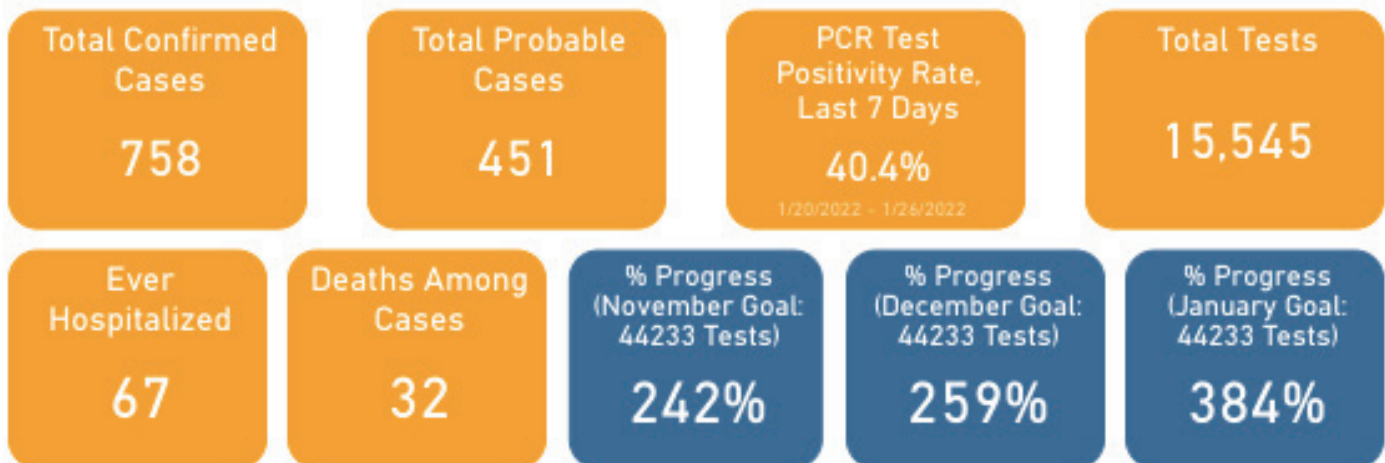 Total Confirmed
Cases
758
Total Probable
Cases
451
PCR Test
Positivity Rate,
Last 7 Days
40.4%
1/20/2022 - 1/26/2022
Total Tests
15,545
Ever
Hospitalized
67
Deaths Among
Cases
32
% Progress
(November Goal:
44233 Tests)
242%
% Progress
(December Goal:
44233 Tests)
259%
% Progress
(January Goal:
44233 Tests)
384%